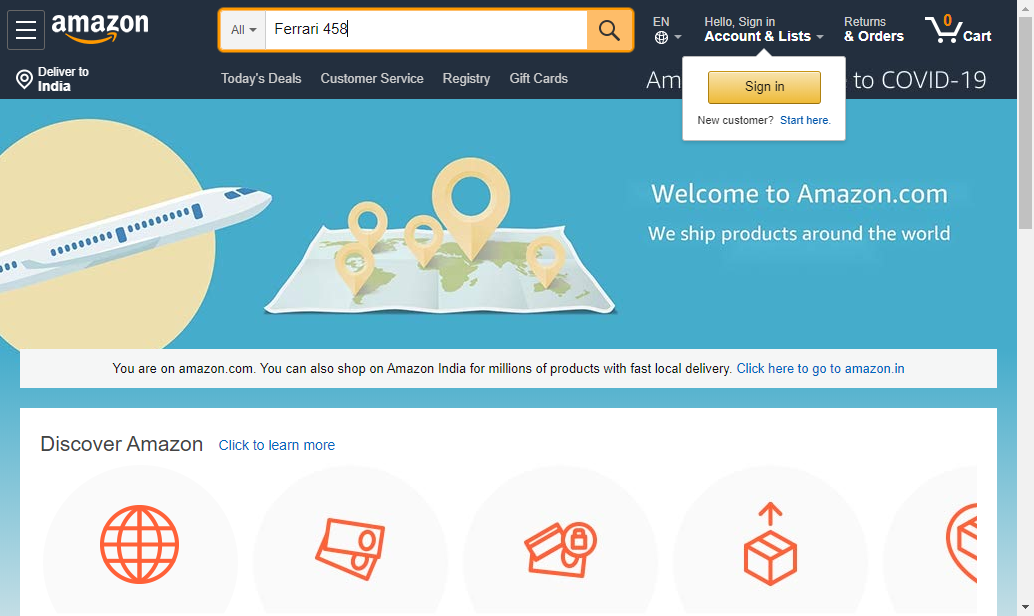 amazon
All
Ferrari 458
EN
Hello, Sign in
Account & Lists
Returns
& Orders
0
Cart
Deliver to
India
Today's Deals
Customer Service
Registry
Gift Cards
Am
to COVID-19
Sign in
New customer? Start here.
Welcome to Amazon.com
We ship products around the world
You are on amazon.com. You can also shop on Amazon India for millions of products with fast local delivery. Click here to go to amazon.in
Discover Amazon
Click to learn more